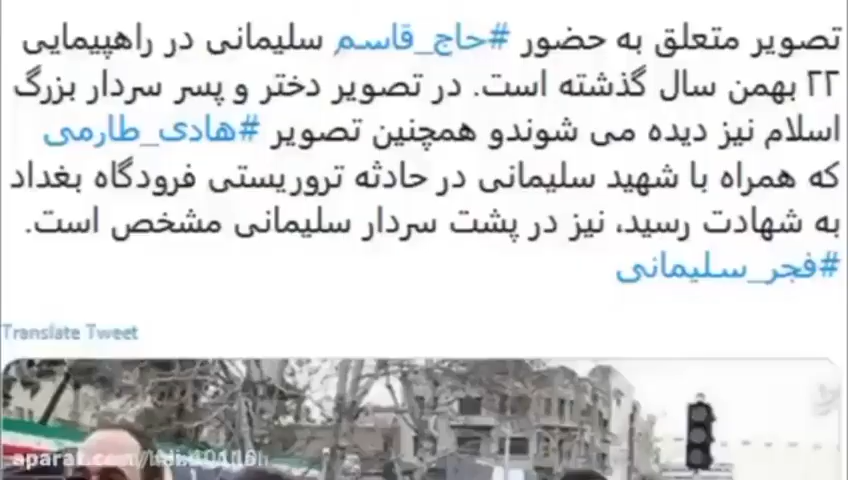 تصویر متعلق به حضور #حاج_قاسم سلیمانی در راهپیمایی
۲۲ بهمن سال گذشته است. در تصویر دختر و پسر سردار بزرگ
اسلام نیز دیده می شوندو همچنین تصویر #هادی_طارمی
که همراه با شهید سلیمانی در حادثه تروریستی فرودگاه بغداد
به شهادت رسید، نیز در پشت سردار سلیمانی مشخص است.
#فجر_سلیمانی
Translate Tweet
aparat.com/